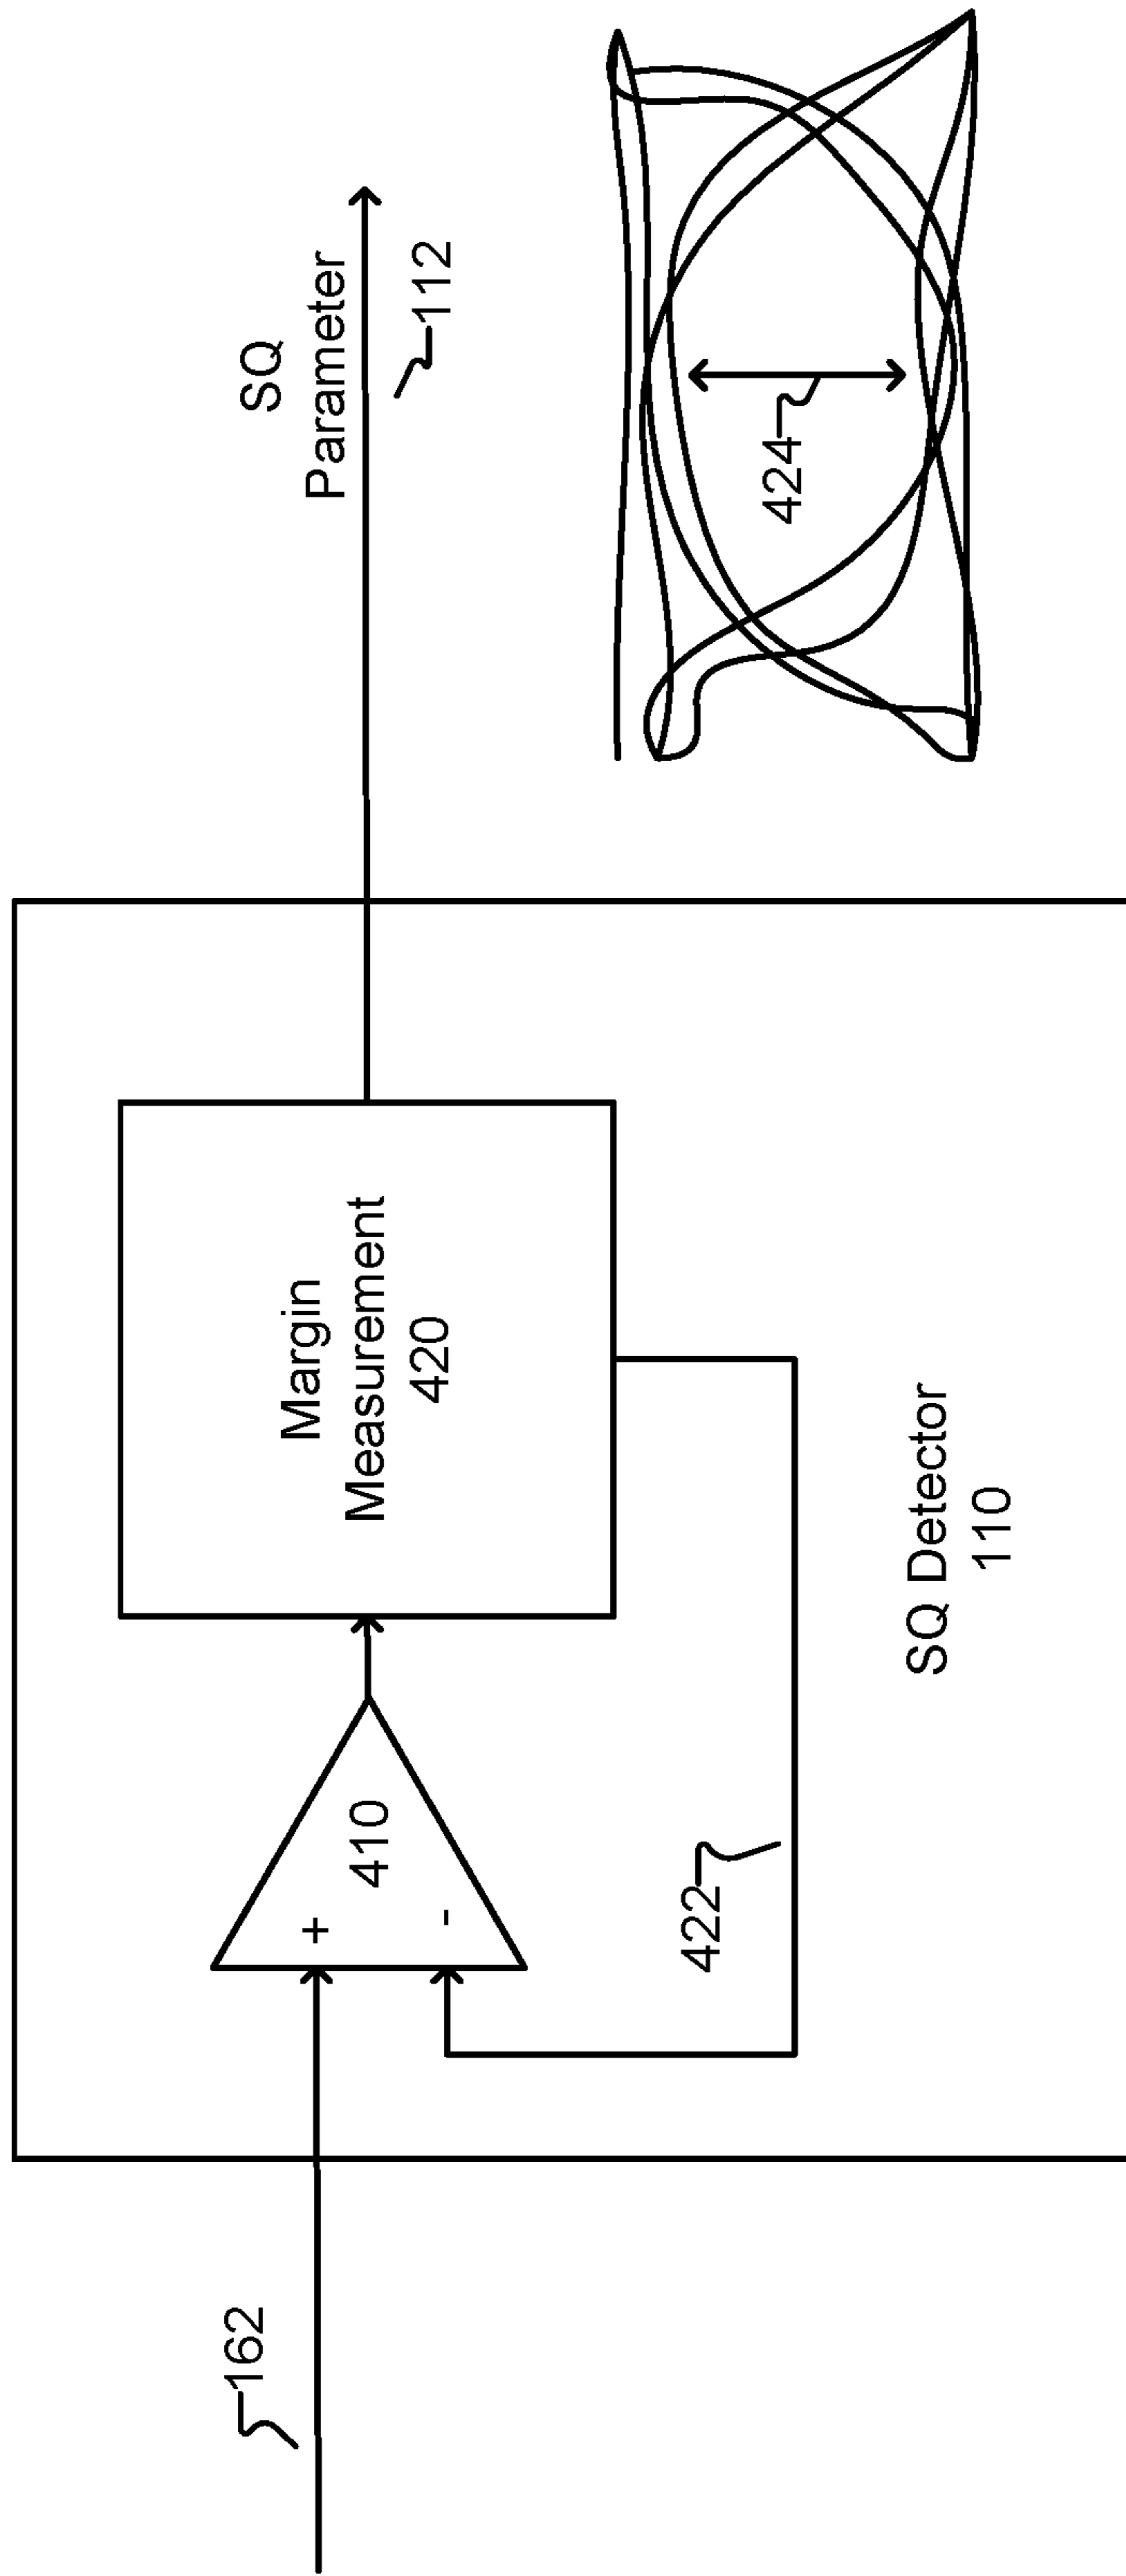 162
+
-
410
422
Margin
Measurement
420
SQ Detector
110
SQ
Parameter
112
424